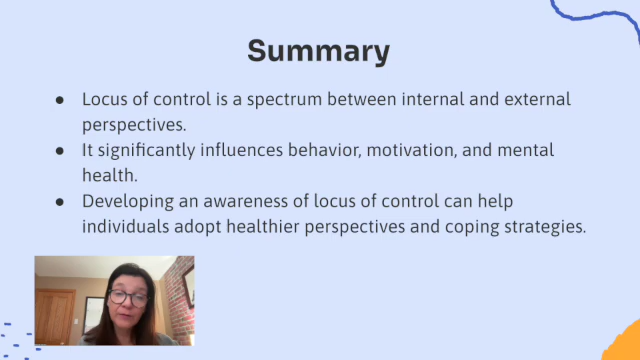 Summary
● Locus of control is a spectrum between internal and external
perspectives.
● It significantly influences behavior, motivation, and mental
health.
● Developing an awareness of locus of control can help
individuals adopt healthier perspectives and coping strategies.